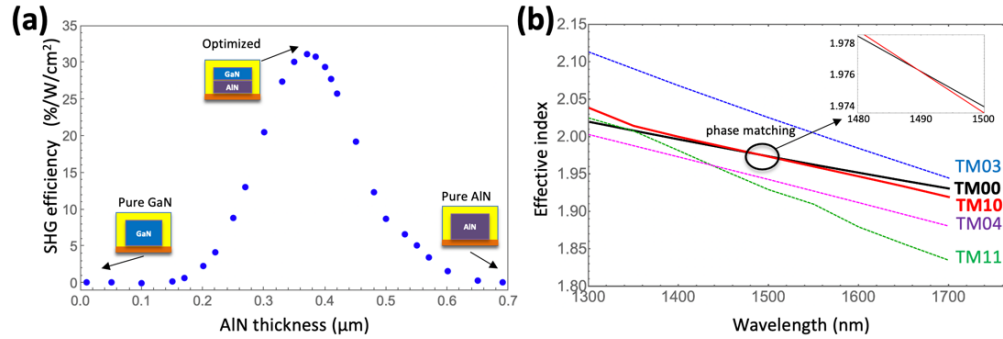 (a)
SHG efficiency (%/W/cm²)
35
30
25
20
15
10
5
0
0.0 0.1 0.2 0.3 0.4 0.5 0.6 0.7
AlN thickness (μm)
Optimized
GaN
AlN
Pure GaN
GaN
Pure AlN
AlN
(b)
Effective index
2.15
2.10
2.05
2.00
1.95
1.90
1.85
1.80
1300 1400 1500 1600 1700
Wavelength (nm)
phase matching
1.978
1.976
1.974
1480 1490 1500
TM03
TM00
TM10
TM04
TM11